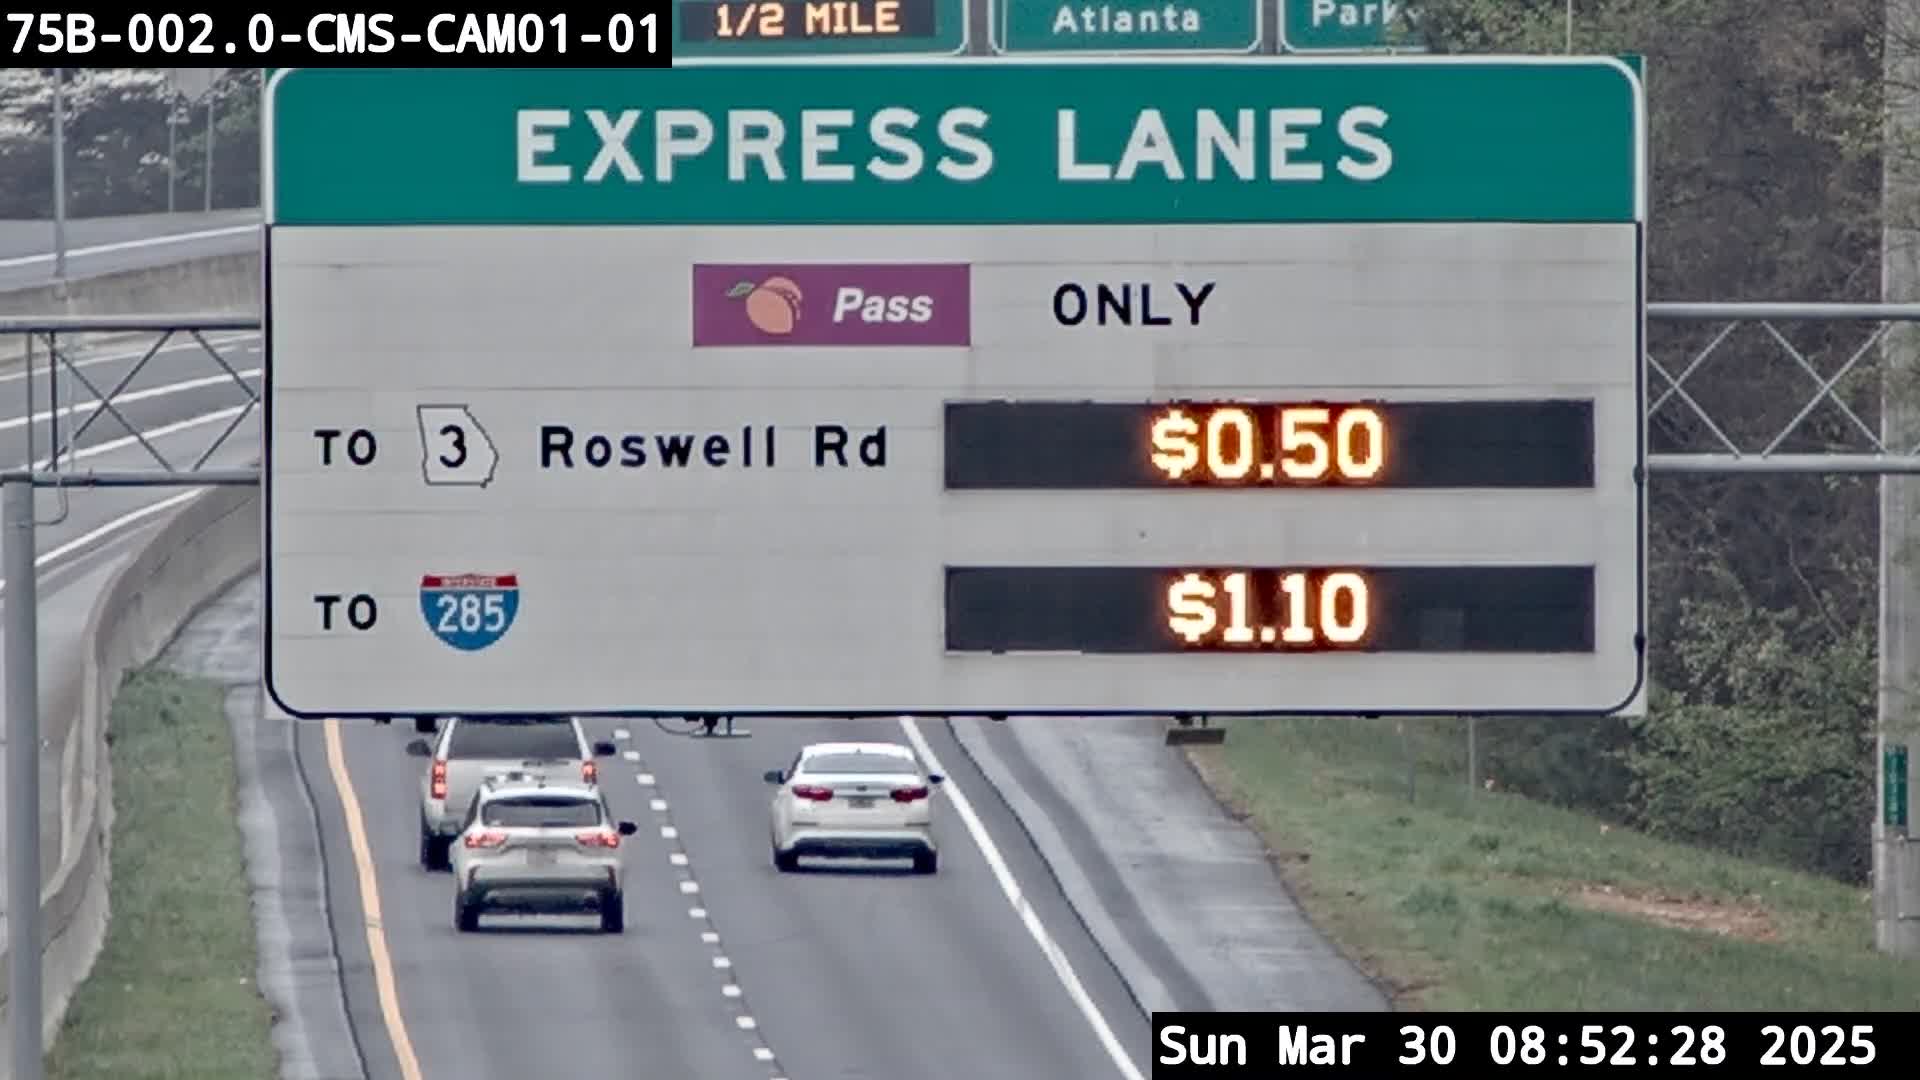 75B-002.0-CMS-CAM01-01
1/2 MILE
Atlanta
EXPRESS LANES
Pass ONLY
TO 3 Roswell Rd $0.50
TO INTERSTATE 285 $1.10
Sun Mar 30 08:52:28 2025